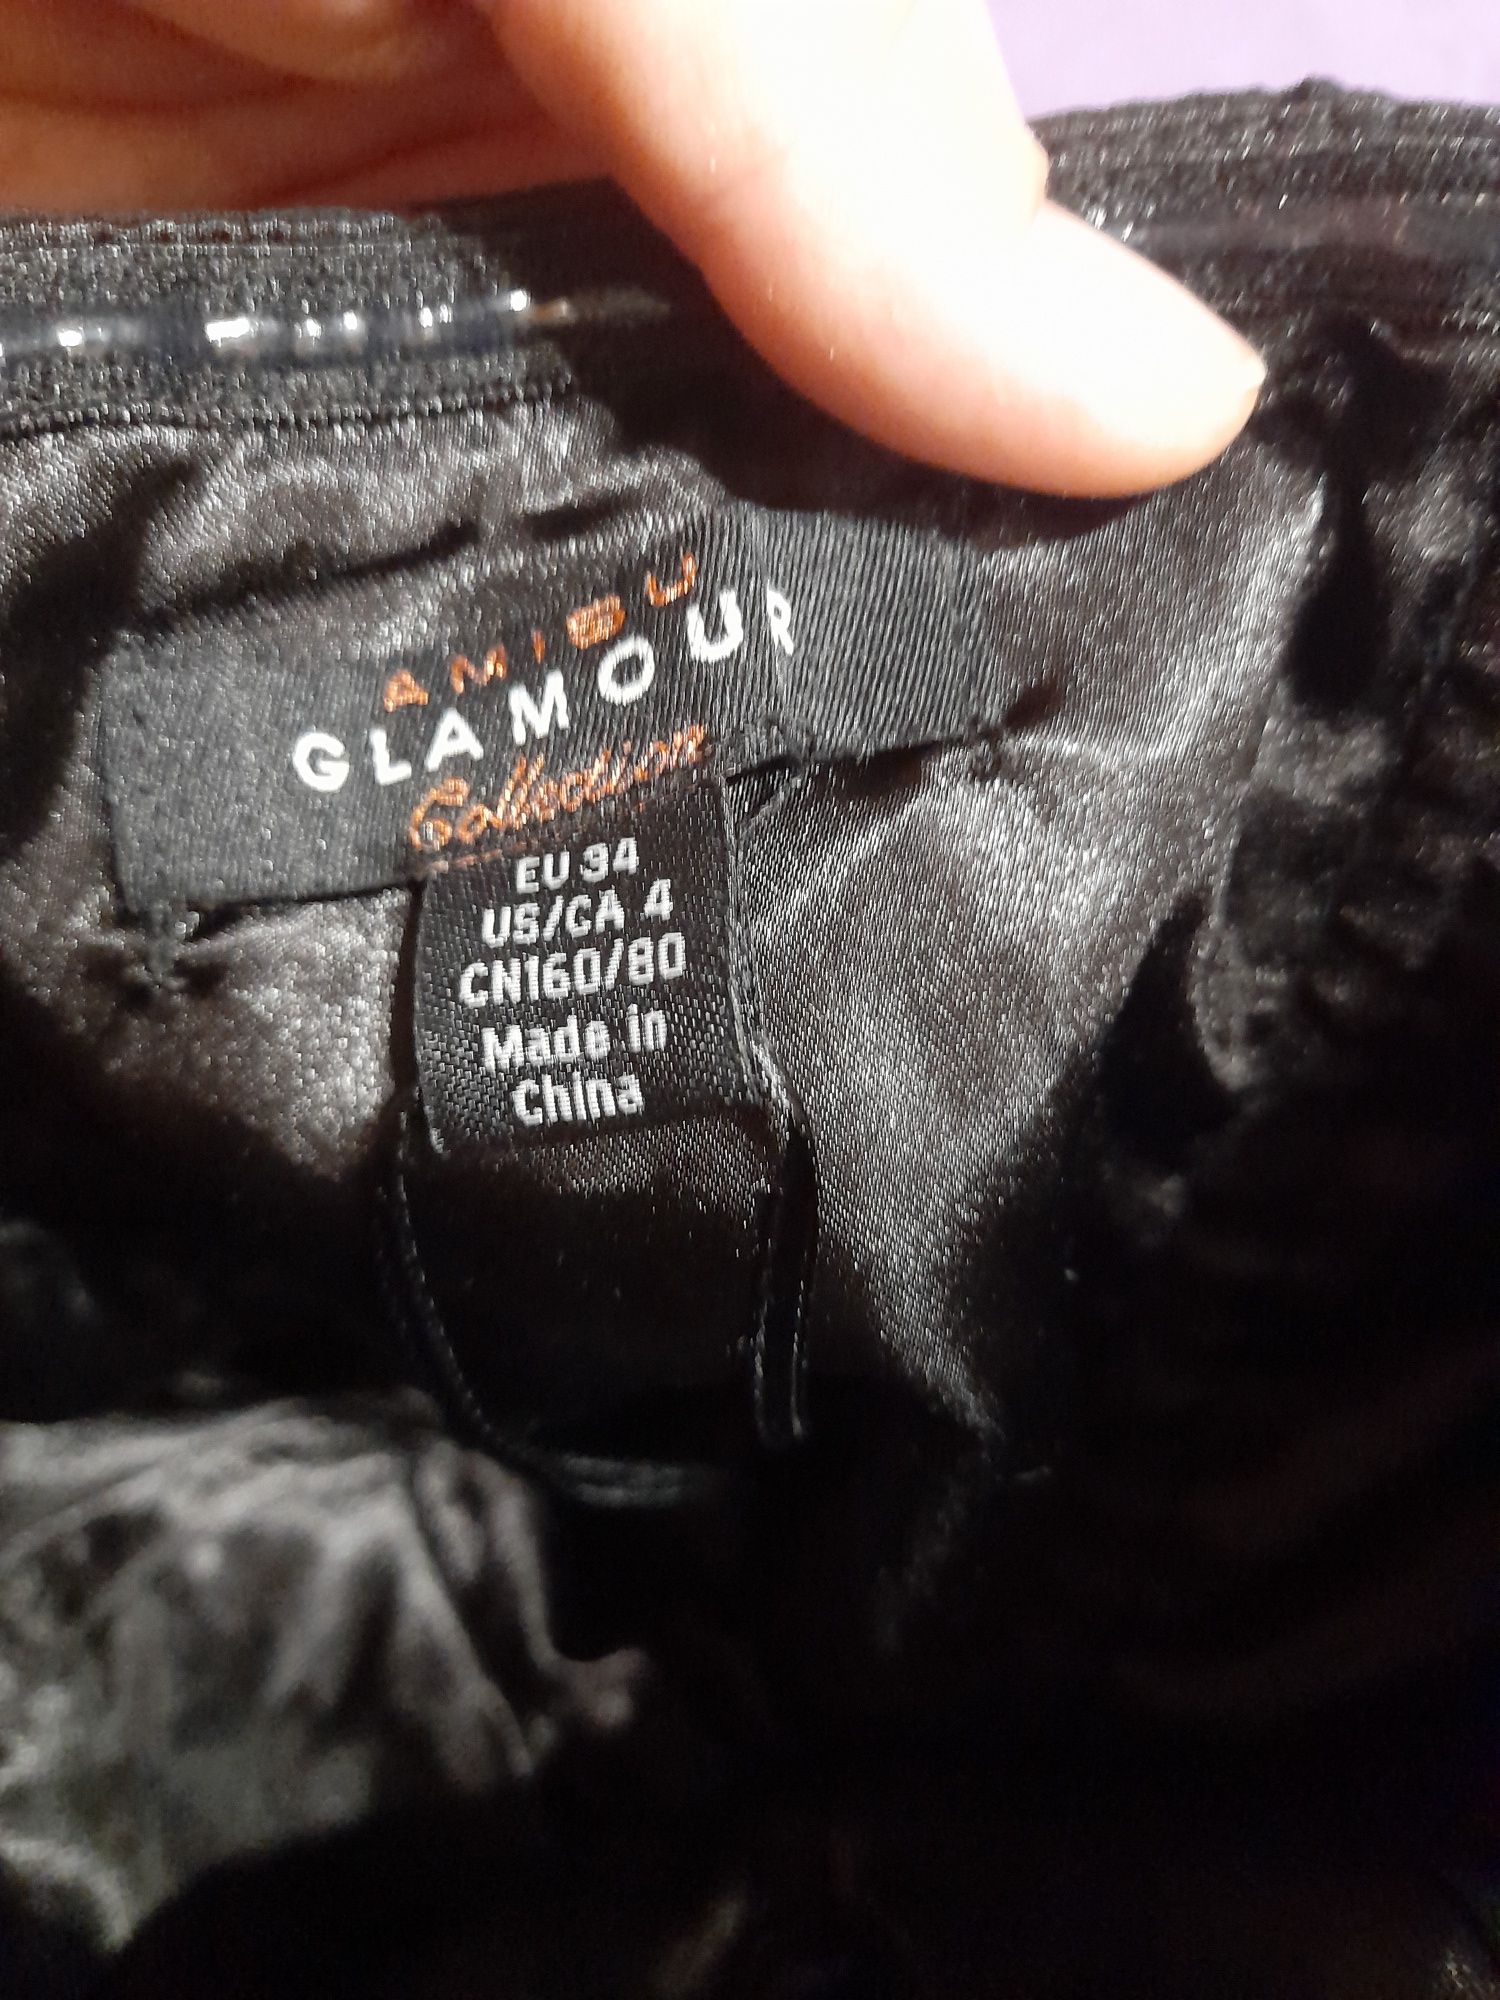 AMISU
GLAMOUR
Collection
EU 34
US/CA 4
CN160/80
Made in
China